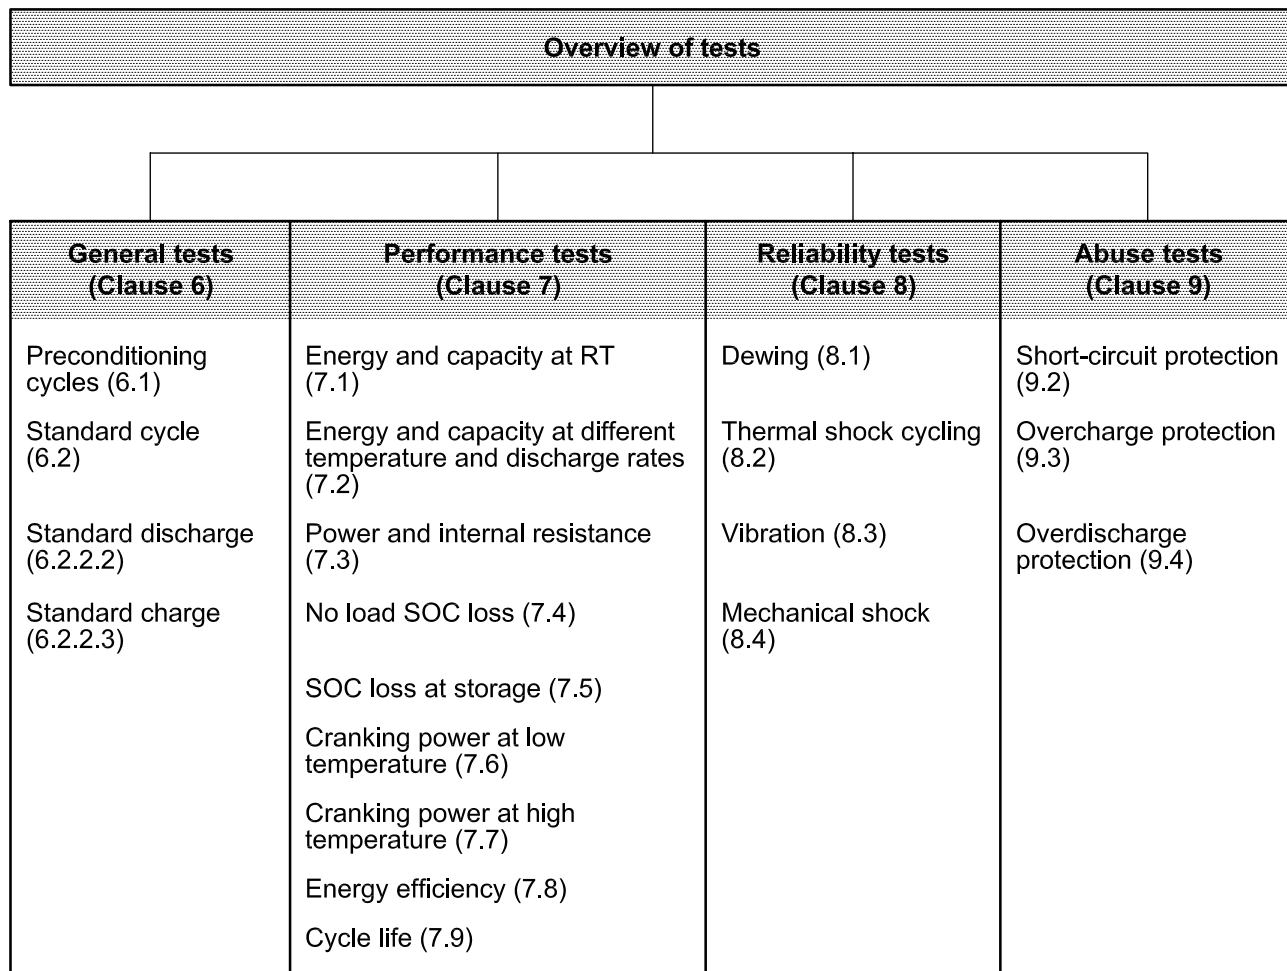 Overview of tests
General tests
(Clause 6)
Preconditioning
cycles (6.1)
Standard cycle
(6.2)
Standard discharge
(6.2.2.2)
Standard charge
(6.2.2.3)
Performance tests
(Clause 7)
Energy and capacity at RT
(7.1)
Energy and capacity at different
temperature and discharge rates
(7.2)
Power and internal resistance
(7.3)
No load SOC loss (7.4)
SOC loss at storage (7.5)
Cranking power at low
temperature (7.6)
Cranking power at high
temperature (7.7)
Energy efficiency (7.8)
Cycle life (7.9)
Reliability tests
(Clause 8)
Dewing (8.1)
Thermal shock cycling
(8.2)
Vibration (8.3)
Mechanical shock
(8.4)
Abuse tests
(Clause 9)
Short-circuit protection
(9.2)
Overcharge protection
(9.3)
Overdischarge
protection (9.4)